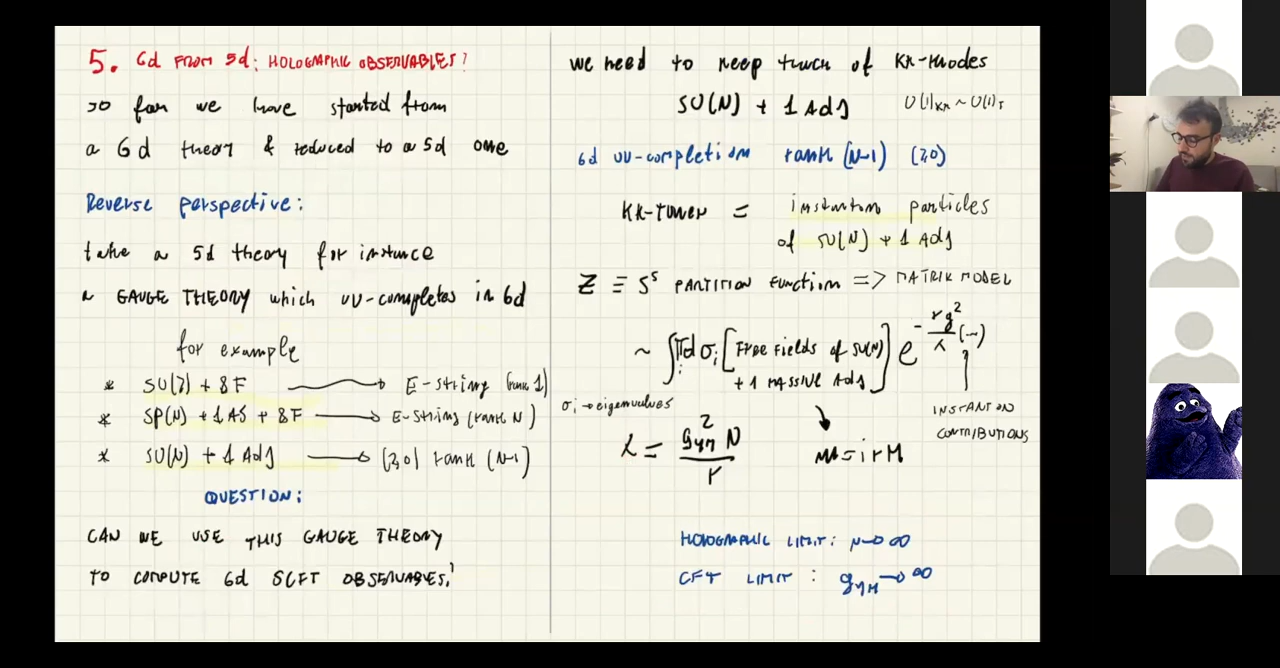 5. 6d FROM 5d: HOLOGRAPHIC OBSERVABLES?
so far we have started from
a 6d theory & reduced to a 5d one
Reverse perspective:
take a 5d theory for instance
a GAUGE THEORY which UV-completes in 6d
for example
* SU(2) + 8F → E-string (rank 1)
* SP(N) + 1AS + 8F → E-string (rank N)
* SU(N) + 1 Adj → (2,0) rank (N-1)
QUESTION:
CAN WE USE THIS GAUGE THEORY
TO COMPUTE 6d SCFT OBSERVABLES?
we need to keep track of KK-modes
SU(N) + 1 Adj U(1)KK ~ U(1)I
6d UV-completion rank (N-1) (2,0)
KK-TOWER = instanton particles
of SU(N) + 1 Adj
Z ≡ S⁵ PARTITION function => MATRIX MODEL
~ ∫ ∏ᵢ dσᵢ [Free fields of SU(N) + 1 MASSIVE Adj] e^{-rg²/λ (...)}
σᵢ → eigenvalues
INSTANTON
CONTRIBUTIONS
λ = g²YM N / r
m = i r M
HOLOGRAPHIC LIMIT: N → ∞
CFT LIMIT : gYM → ∞